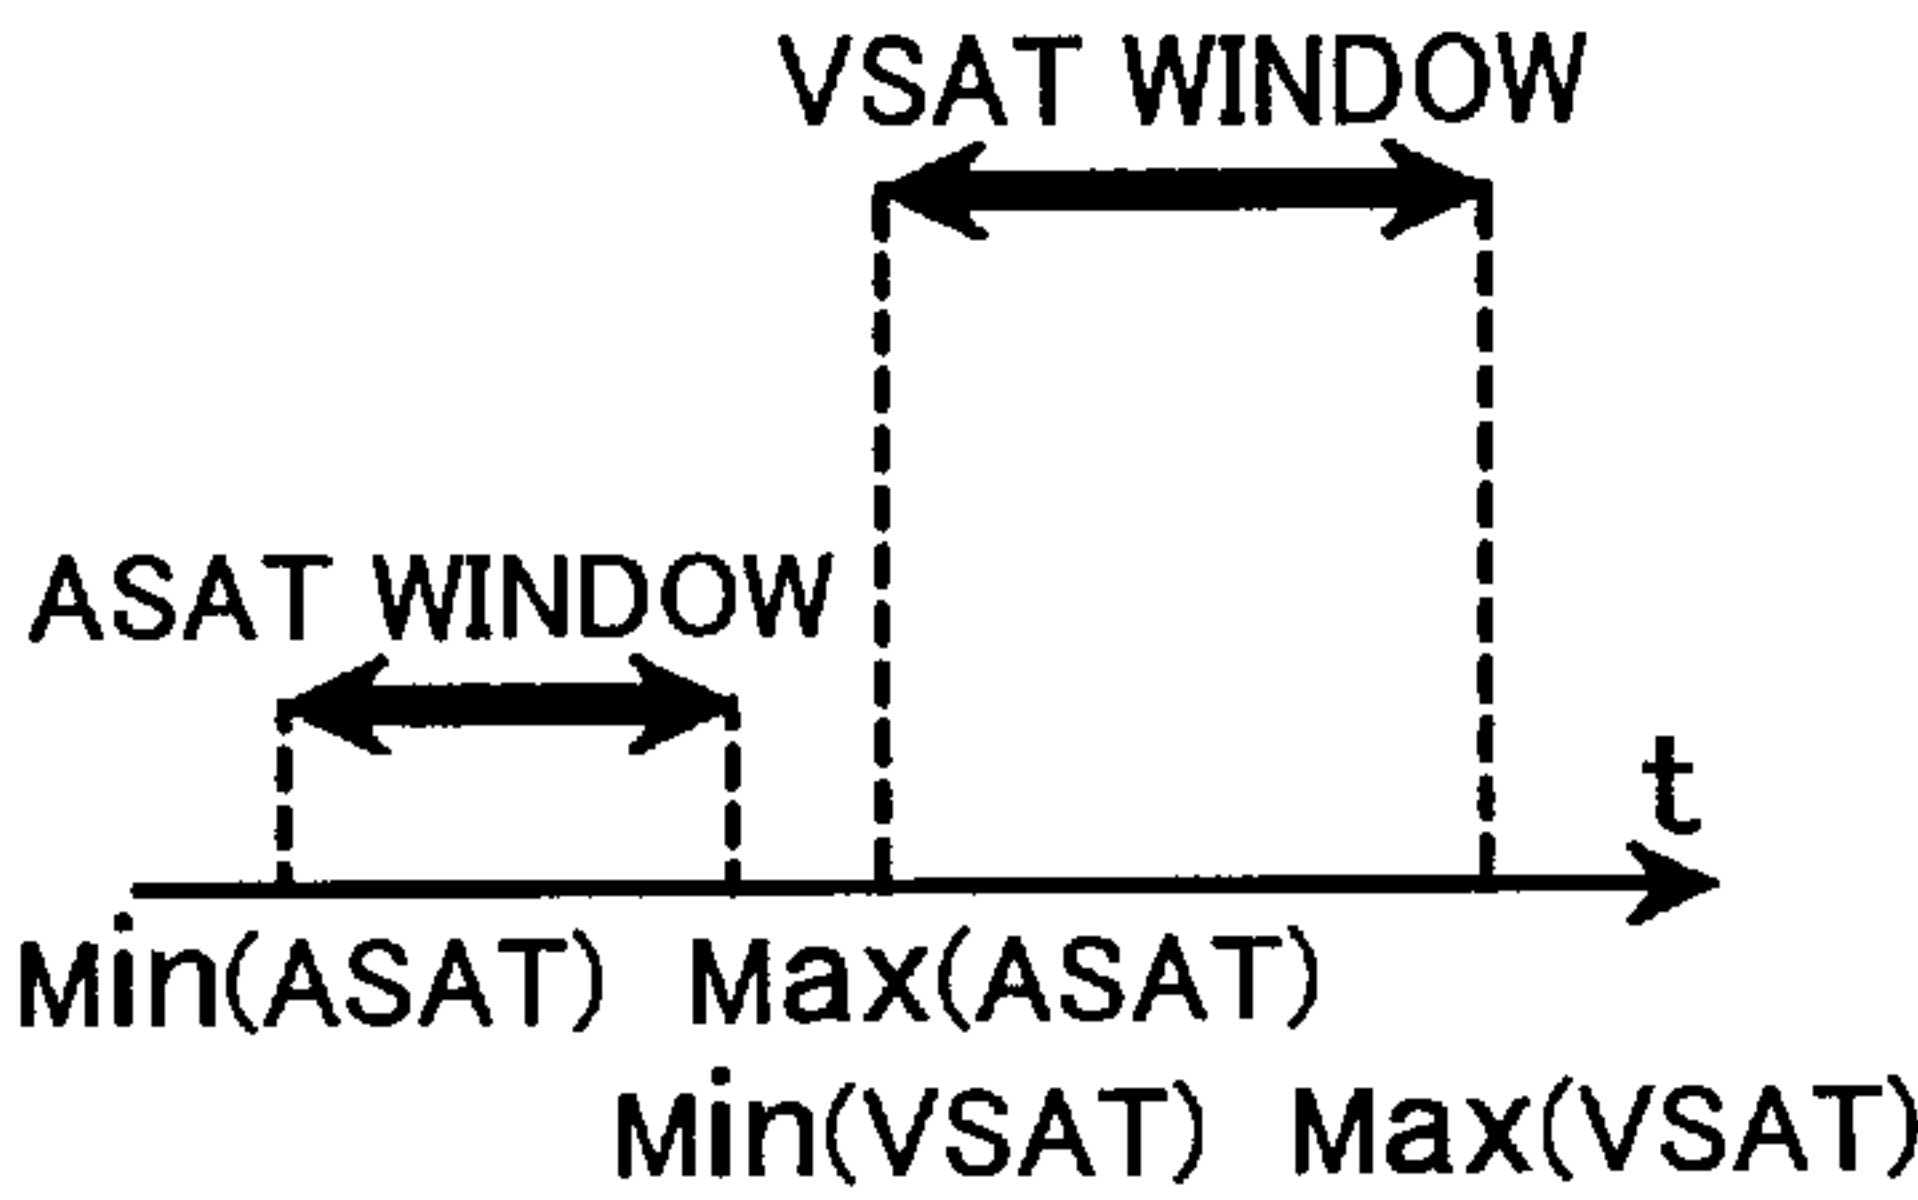 VSAT WINDOW
ASAT WINDOW
t
Min(ASAT) Max(ASAT)
Min(VSAT) Max(VSAT)